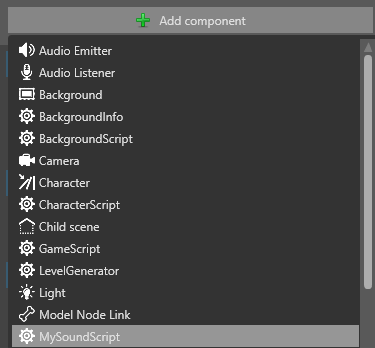 Add component
Audio Emitter
Audio Listener
Background
BackgroundInfo
BackgroundScript
Camera
Character
CharacterScript
Child scene
GameScript
LevelGenerator
Light
Model Node Link
MySoundScript